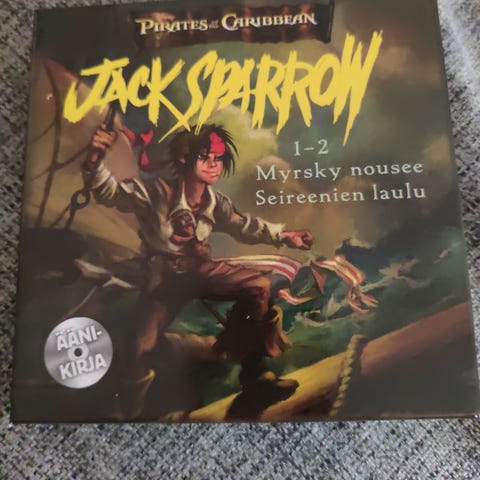 PIRATES OF THE CARIBBEAN
JACK SPARROW
1-2
Myrsky nousee
Seireenien laulu
ÄÄNI-
KIRJA